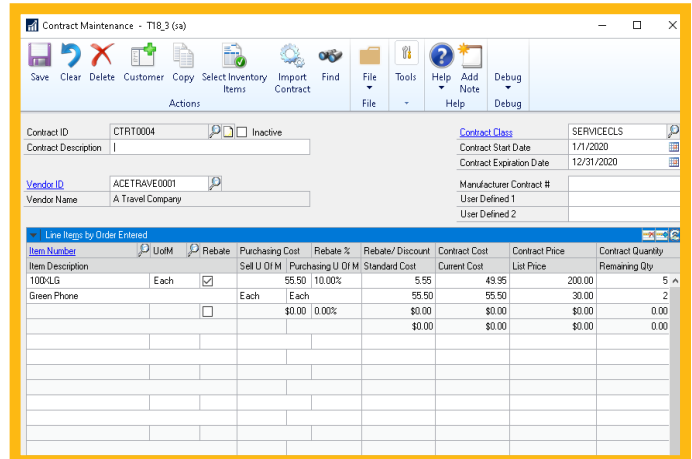 Contract Maintenance - T18_3 (sa)
Save Clear Delete Customer Copy Select Inventory Items Import Contract Find File Tools Help Add Note Debug
Actions File Help Debug
Contract ID CTRT0004 Inactive Contract Class SERVICECLS
Contract Description Contract Start Date 1/1/2020
Contract Expiration Date 12/31/2020
Vendor ID ACETRAVE0001 Manufacturer Contract #
Vendor Name A Travel Company User Defined 1
User Defined 2
Line Items by Order Entered
Item Number UofM Rebate Purchasing Cost Rebate % Rebate/ Discount Contract Cost Contract Price Contract Quantity
Item Description Sell U Of M Purchasing U Of M Standard Cost Current Cost List Price Remaining Qty
100XLG Each 55.50 10.00% 5.55 49.95 200.00 5
Green Phone Each Each 55.50 55.50 30.00 2
$0.00 0.00% $0.00 $0.00 $0.00 0.00
$0.00 $0.00 $0.00 0.00